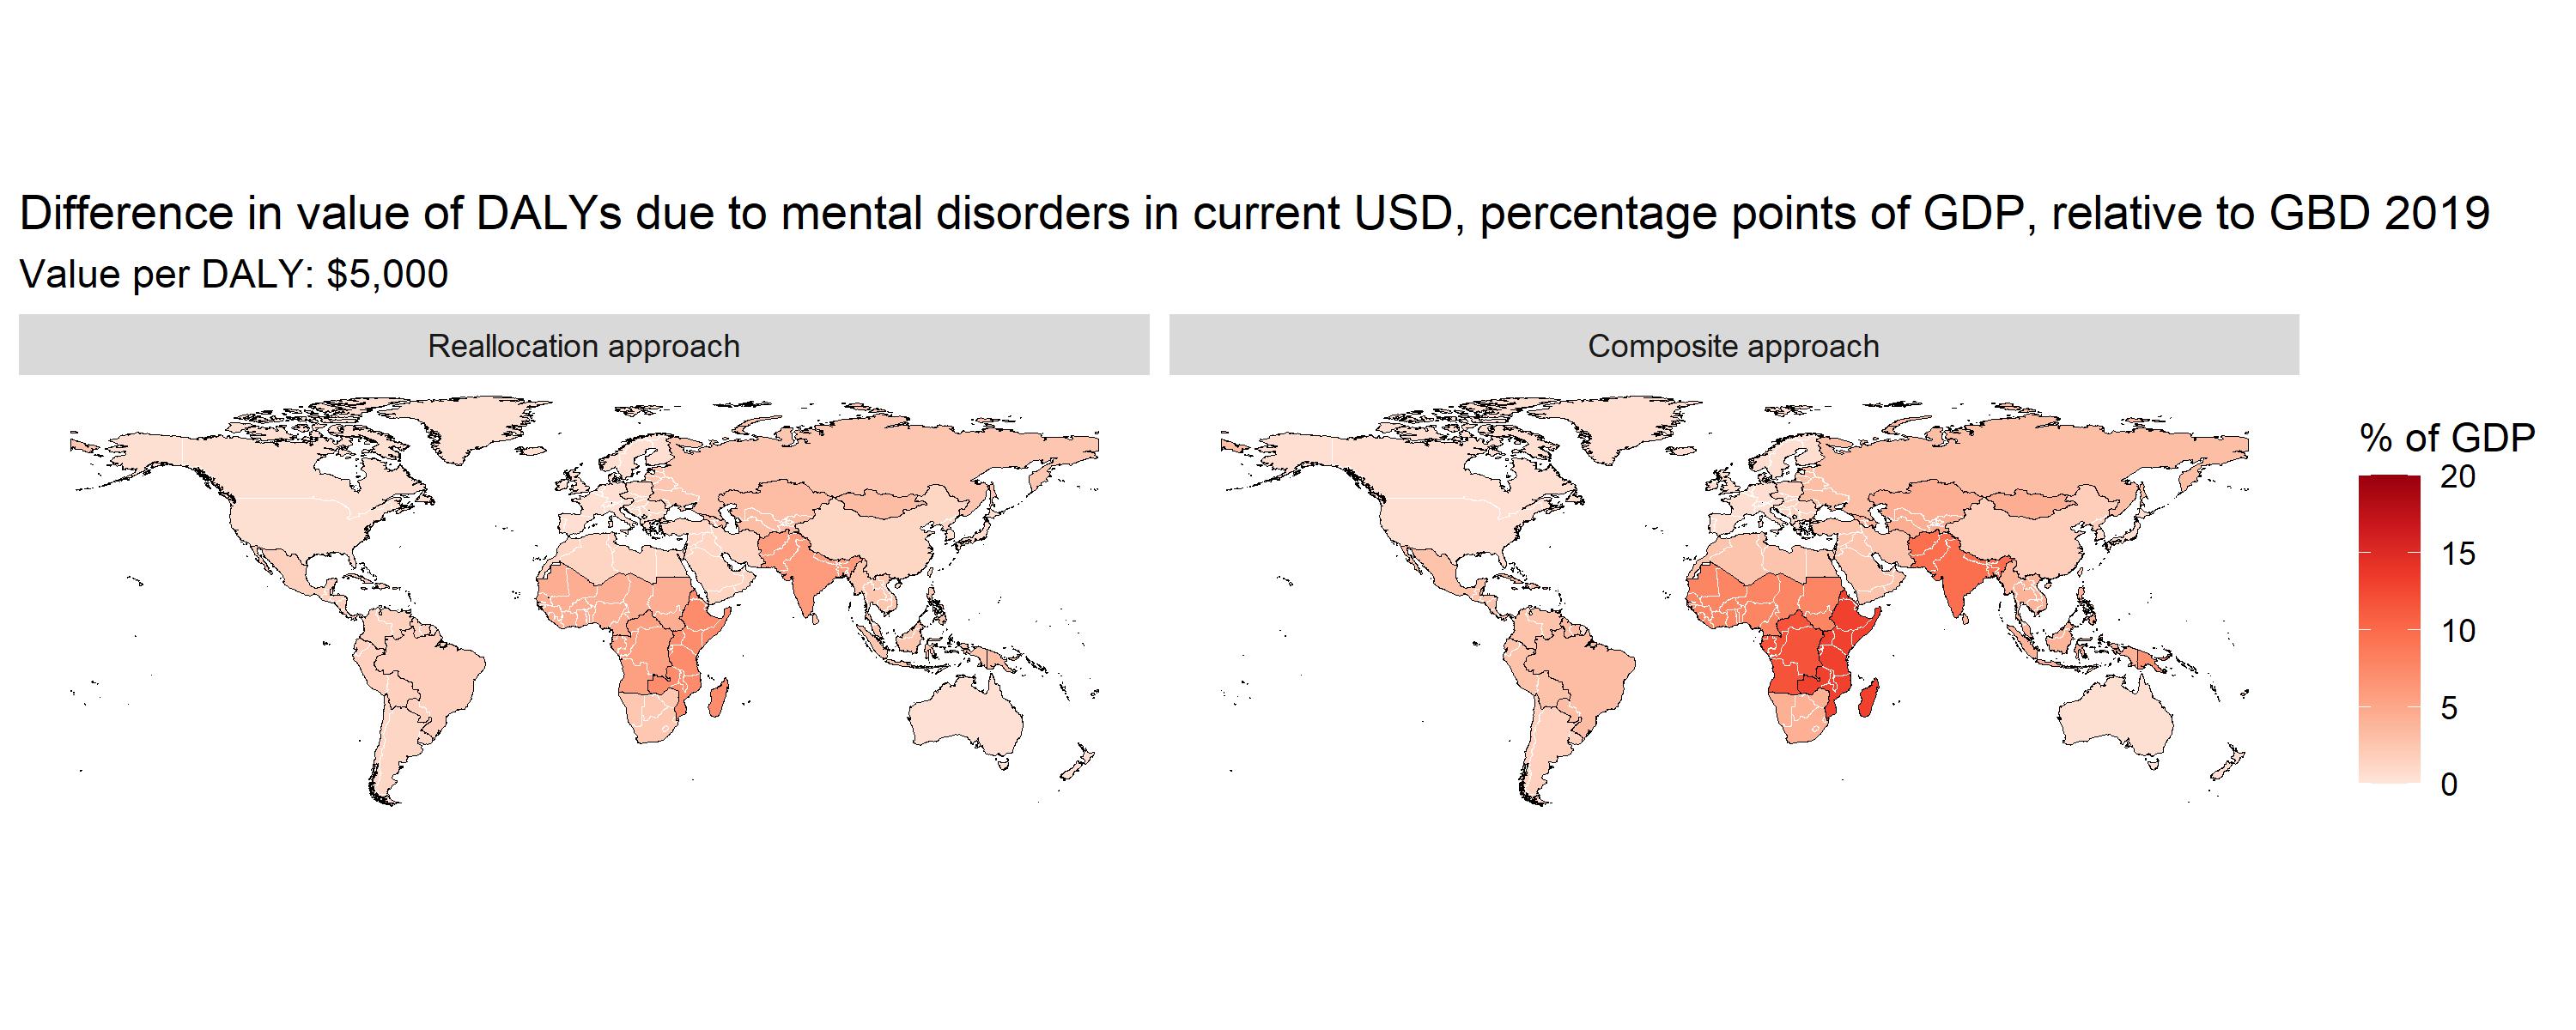 Difference in value of DALYs due to mental disorders in current USD, percentage points of GDP, relative to GBD 2019
Value per DALY: $5,000
Reallocation approach
Composite approach
% of GDP
20
15
10
5
0